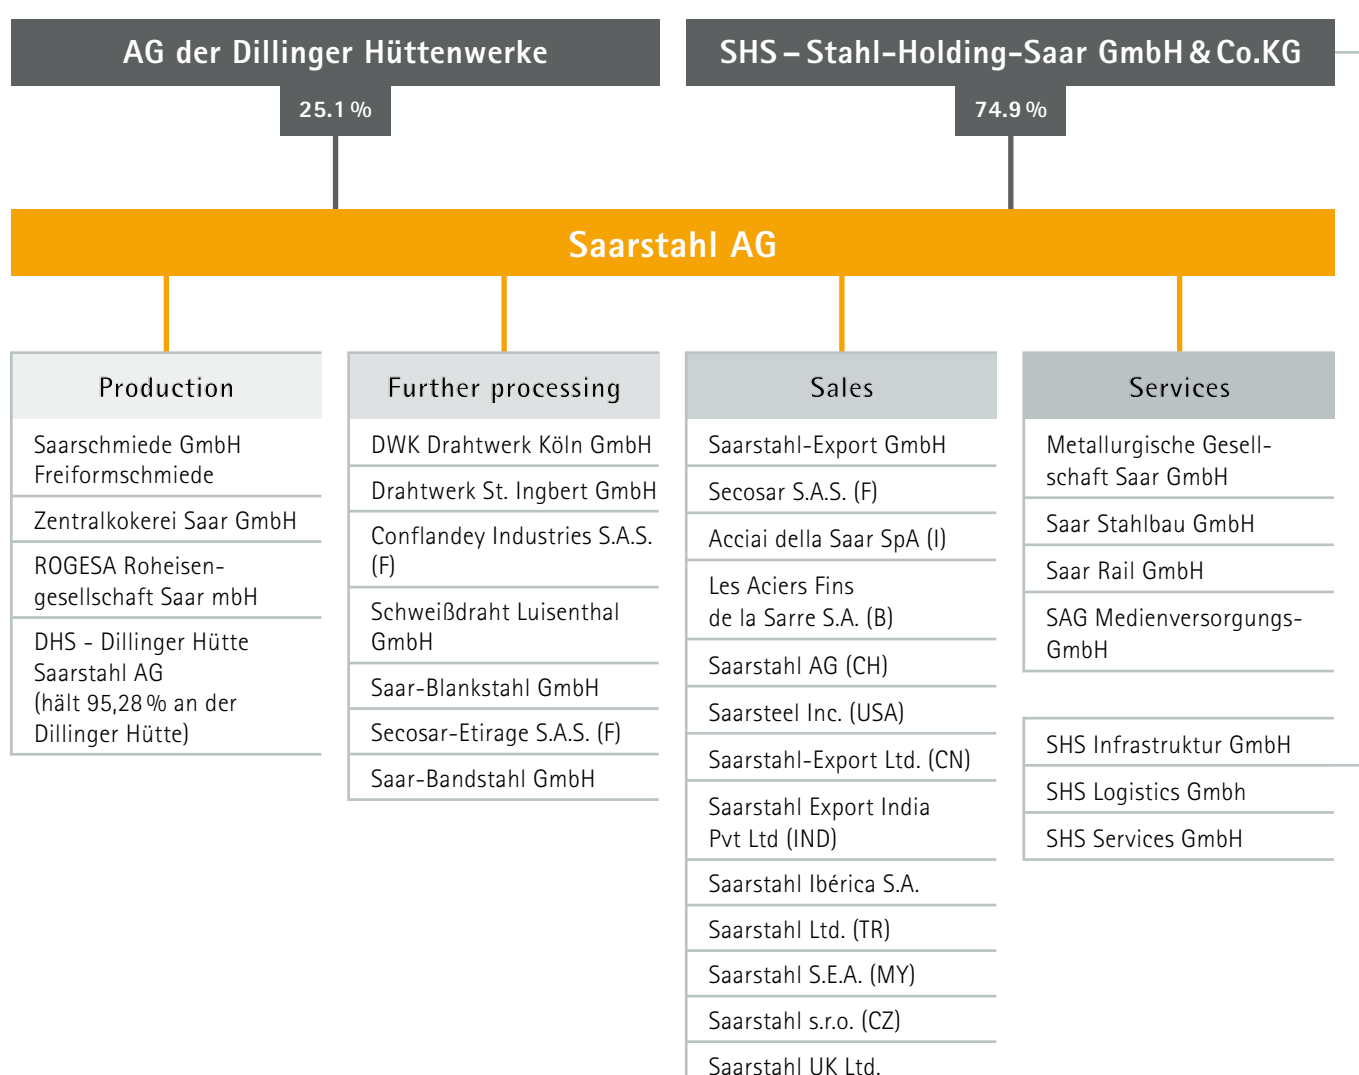 AG der Dillinger Hüttenwerke
25.1 %
SHS – Stahl-Holding-Saar GmbH & Co.KG
74.9 %
Saarstahl AG
Production
Saarschmiede GmbH
Freiformschmiede
Zentralkokerei Saar GmbH
ROGESA Roheisen-
gesellschaft Saar mbH
DHS - Dillinger Hütte
Saarstahl AG
(hält 95,28 % an der
Dillinger Hütte)
Further processing
DWK Drahtwerk Köln GmbH
Drahtwerk St. Ingbert GmbH
Conflandey Industries S.A.S.
(F)
Schweißdraht Luisenthal
GmbH
Saar-Blankstahl GmbH
Secosar-Etirage S.A.S. (F)
Saar-Bandstahl GmbH
Sales
Saarstahl-Export GmbH
Secosar S.A.S. (F)
Acciai della Saar SpA (I)
Les Aciers Fins
de la Sarre S.A. (B)
Saarstahl AG (CH)
Saarsteel Inc. (USA)
Saarstahl-Export Ltd. (CN)
Saarstahl Export India
Pvt Ltd (IND)
Saarstahl Ibérica S.A.
Saarstahl Ltd. (TR)
Saarstahl S.E.A. (MY)
Saarstahl s.r.o. (CZ)
Saarstahl UK Ltd.
Services
Metallurgische Gesell-
schaft Saar GmbH
Saar Stahlbau GmbH
Saar Rail GmbH
SAG Medienversorgungs-
GmbH
SHS Infrastruktur GmbH
SHS Logistics Gmbh
SHS Services GmbH